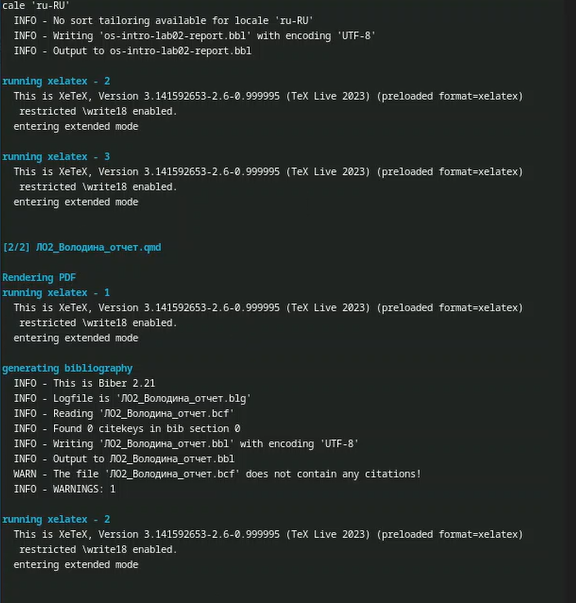 cale 'ru-RU'
INFO - No sort tailoring available for locale 'ru-RU'
INFO - Writing 'os-intro-lab02-report.bbl' with encoding 'UTF-8'
INFO - Output to os-intro-lab02-report.bbl
running xelatex - 2
This is XeTeX, Version 3.141592653-2.6-0.999995 (TeX Live 2023) (preloaded format=xelatex)
restricted \write18 enabled.
entering extended mode
running xelatex - 3
This is XeTeX, Version 3.141592653-2.6-0.999995 (TeX Live 2023) (preloaded format=xelatex)
restricted \write18 enabled.
entering extended mode
[2/2] ЛО2_Володина_отчет.qmd
Rendering PDF
running xelatex - 1
This is XeTeX, Version 3.141592653-2.6-0.999995 (TeX Live 2023) (preloaded format=xelatex)
restricted \write18 enabled.
entering extended mode
generating bibliography
INFO - This is Biber 2.21
INFO - Logfile is 'ЛО2_Володина_отчет.blg'
INFO - Reading 'ЛО2_Володина_отчет.bcf'
INFO - Found 0 citekeys in bib section 0
INFO - Writing 'ЛО2_Володина_отчет.bbl' with encoding 'UTF-8'
INFO - Output to ЛО2_Володина_отчет.bbl
WARN - The file 'ЛО2_Володина_отчет.bcf' does not contain any citations!
INFO - WARNINGS: 1
running xelatex - 2
This is XeTeX, Version 3.141592653-2.6-0.999995 (TeX Live 2023) (preloaded format=xelatex)
restricted \write18 enabled.
entering extended mode